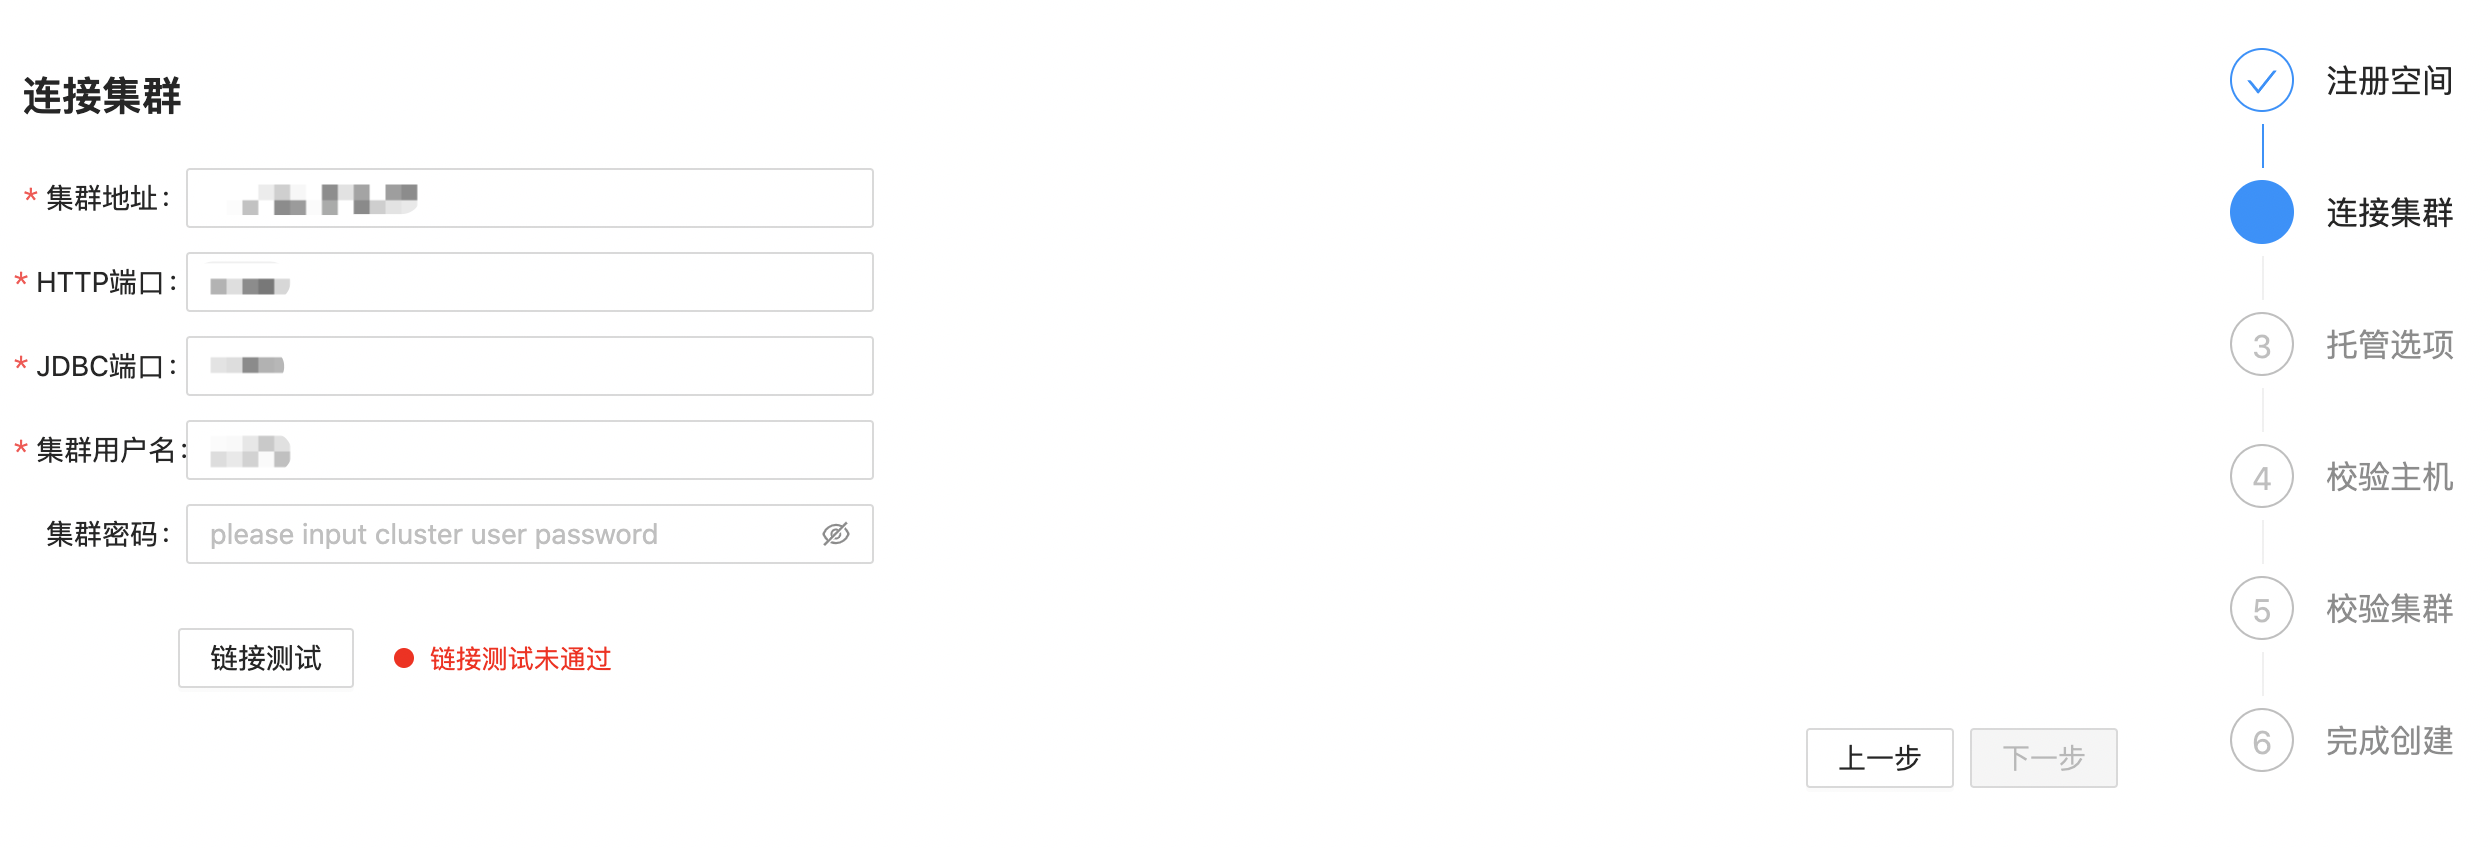 连接集群
* 集群地址：
* HTTP端口：
* JDBC端口：
* 集群用户名：
集群密码：
please input cluster user password
链接测试
链接测试未通过
上一步
下一步
注册空间
连接集群
3 托管选项
4 校验主机
5 校验集群
6 完成创建